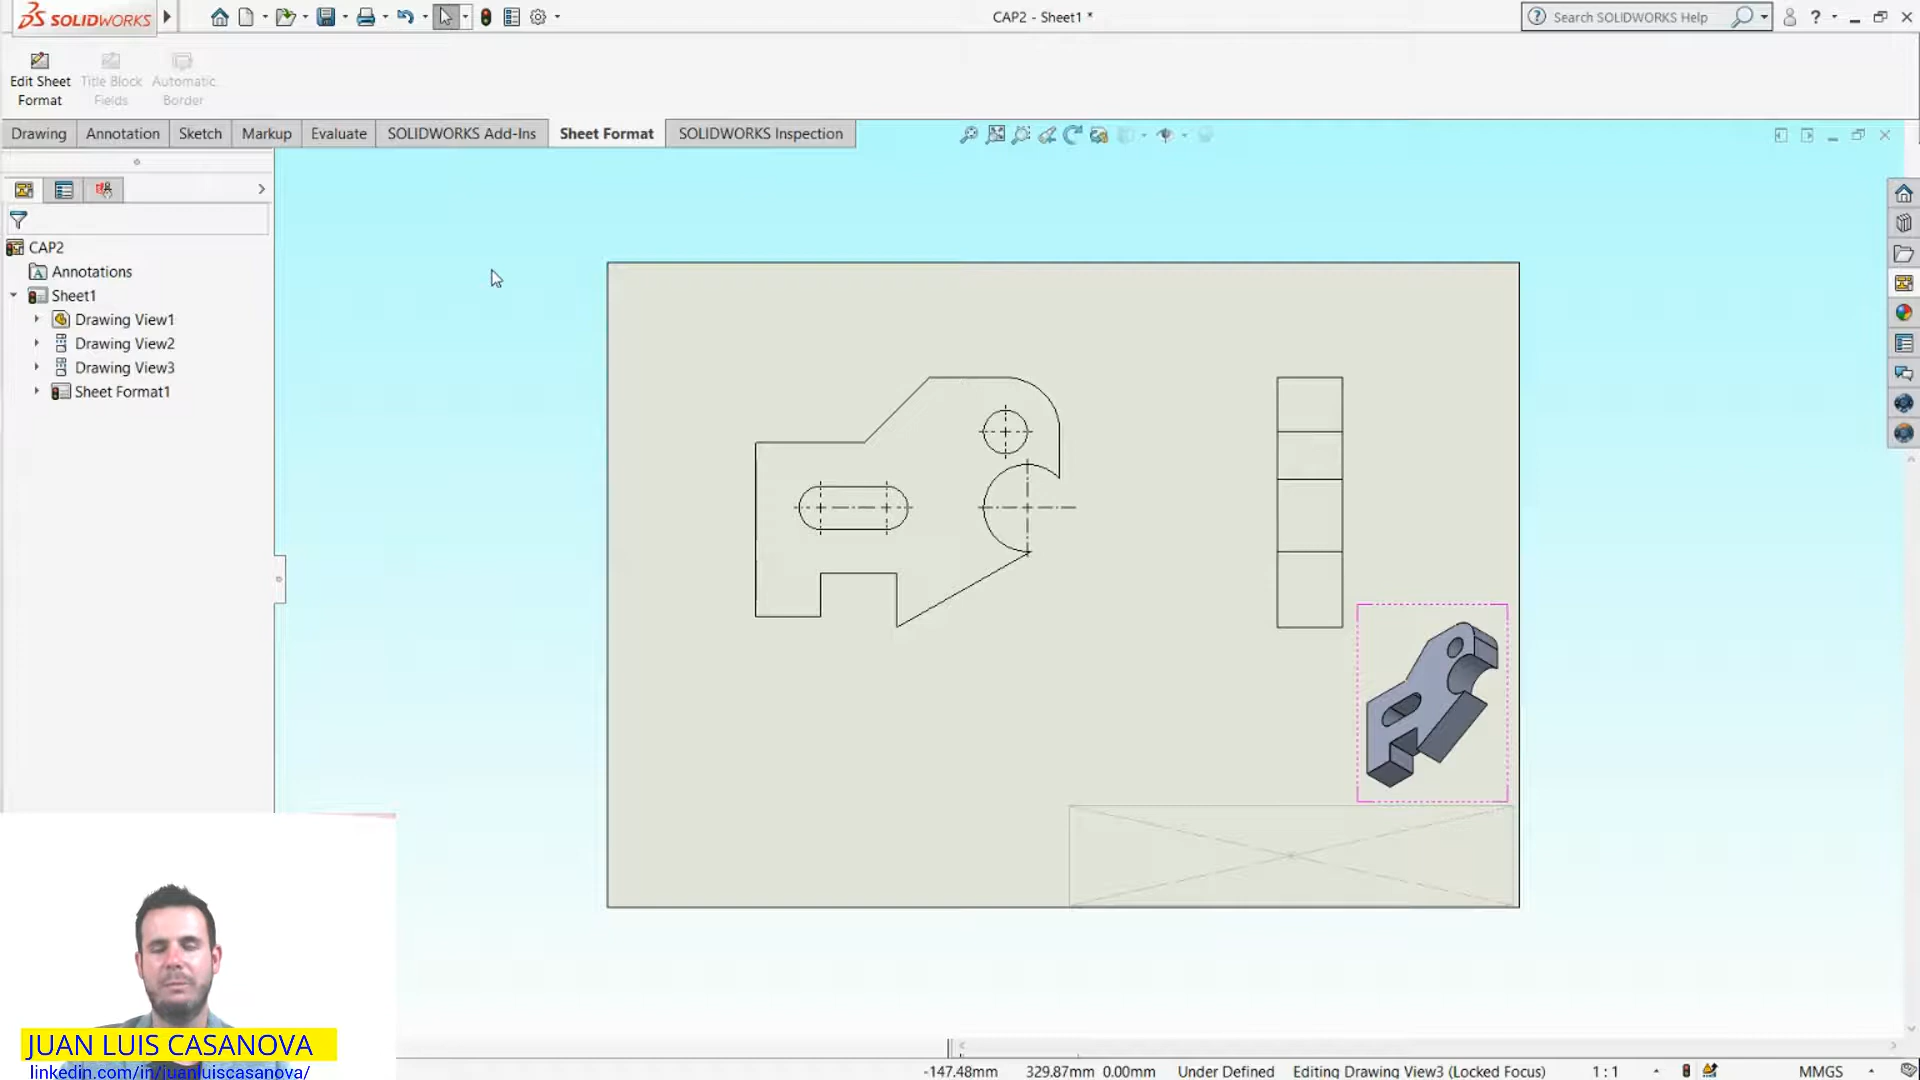 SOLIDWORKS
CAP2 - Sheet1 *
Search SOLIDWORKS Help
?
Edit Sheet Format
Title Block Fields
Automatic Border
Drawing
Annotation
Sketch
Markup
Evaluate
SOLIDWORKS Add-Ins
Sheet Format
SOLIDWORKS Inspection
CAP2
Annotations
Sheet1
Drawing View1
Drawing View2
Drawing View3
Sheet Format1
JUAN LUIS CASANOVA
linkedin.com/in/juanluiscasanova/
-147.48mm 329.87mm 0.00mm Under Defined Editing Drawing View3 (Locked Focus) 1 : 1 MMGS